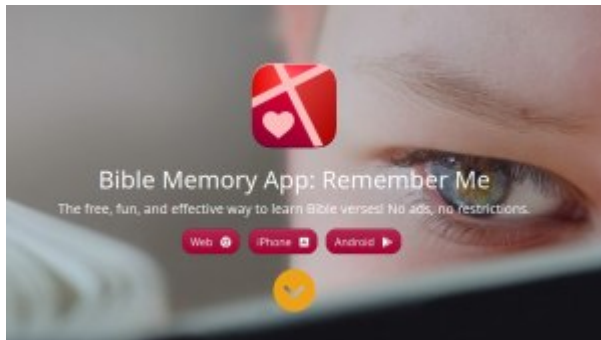 Bible Memory App: Remember Me
The free, fun, and effective way to learn Bible verses! No ads, no restrictions.
Web
iPhone
Android